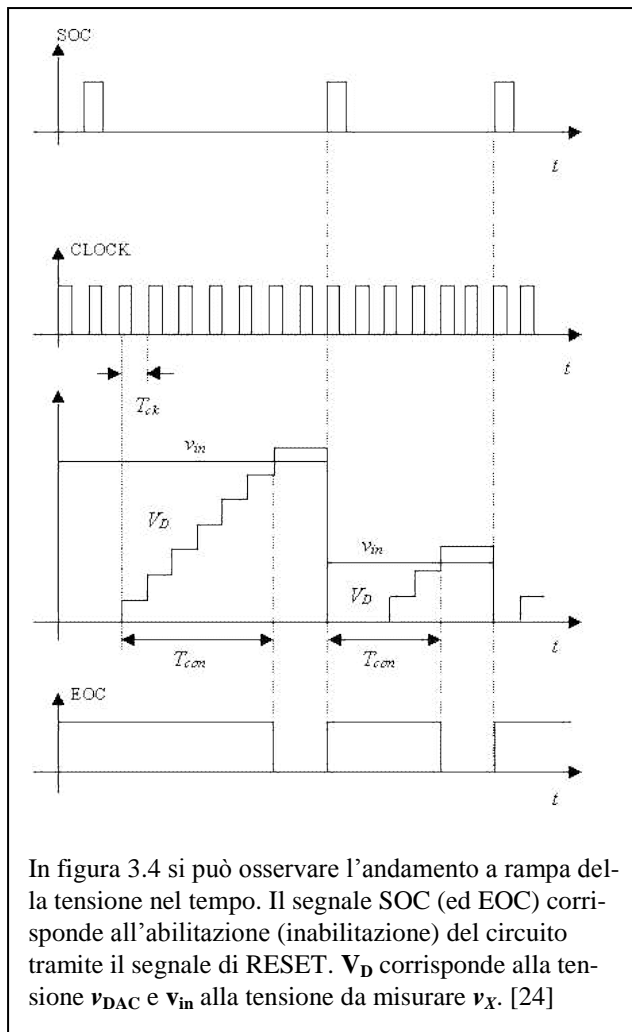 SOC
t
CLOCK
t
T_ck
v_in
V_D
v_in
V_D
T_con
T_con
t
EOC
t
In figura 3.4 si può osservare l’andamento a rampa del-
la tensione nel tempo. Il segnale SOC (ed EOC) corri-
sponde all’abilitazione (inabilitazione) del circuito
tramite il segnale di RESET. V_D corrisponde alla ten-
sione v_DAC e v_in alla tensione da misurare v_X. [24]